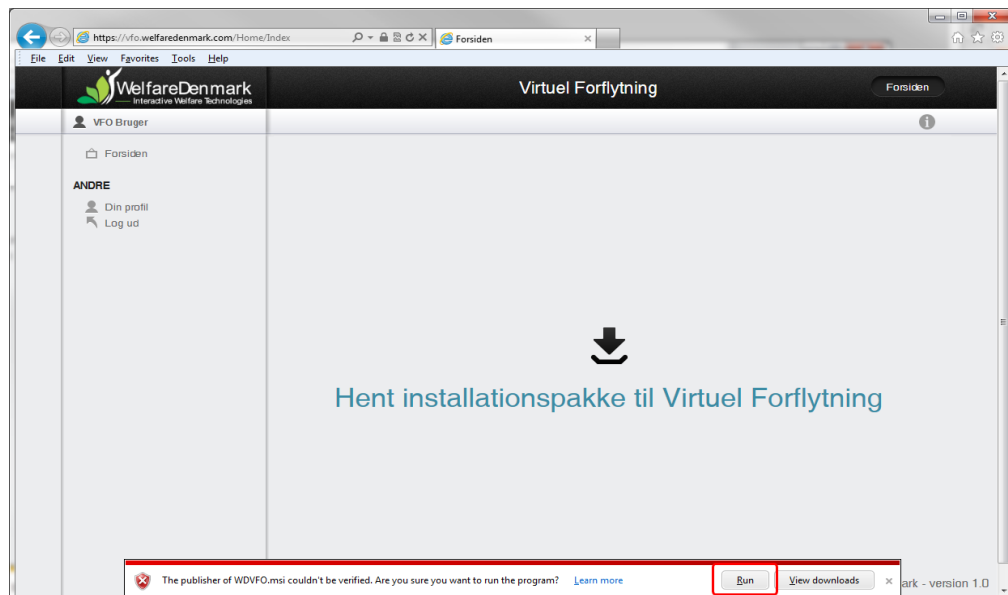 https://vfo.welfaredenmark.com/Home/Index
Forsiden
File Edit View Favorites Tools Help
WelfareDenmark
Interactive Welfare Technologies
Virtuel Forflytning
Forsiden
VFO Bruger
Forsiden
ANDRE
Din profil
Log ud
Hent installationspakke til Virtuel Forflytning
The publisher of WDVFO.msi couldn't be verified. Are you sure you want to run the program? Learn more Run View downloads
ark - version 1.0